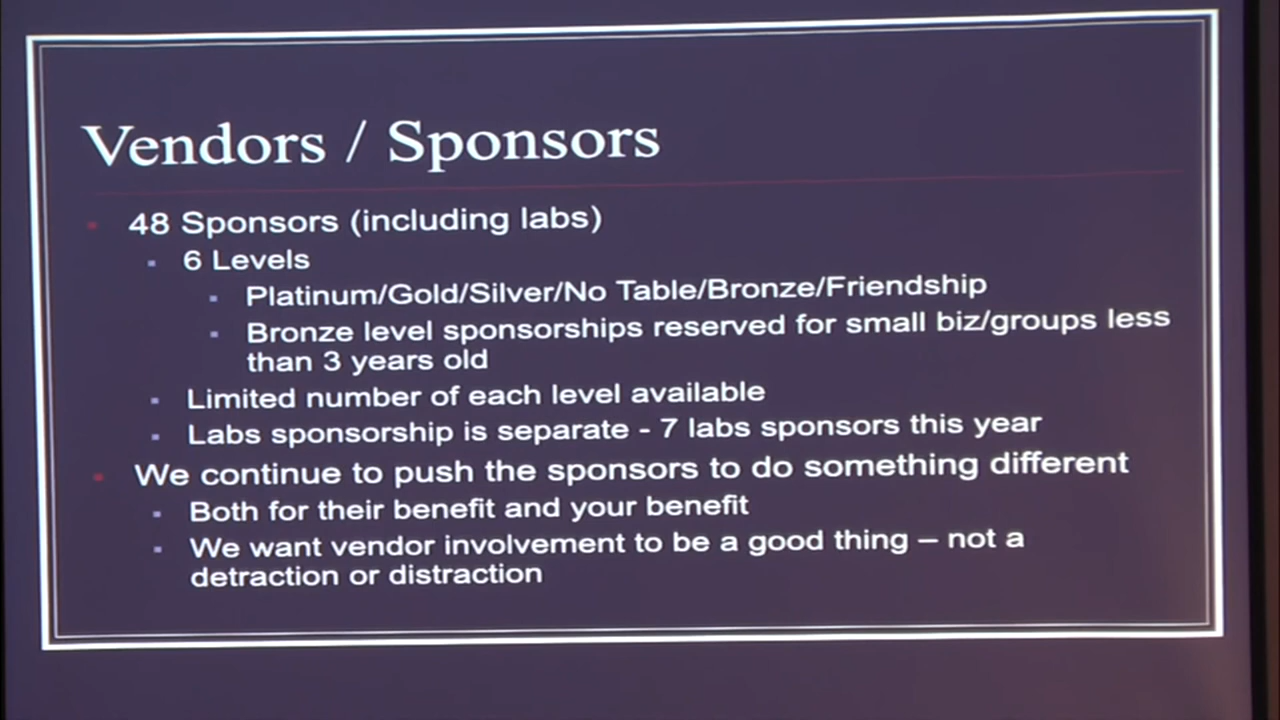 Vendors / Sponsors
48 Sponsors (including labs)
6 Levels
Platinum/Gold/Silver/No Table/Bronze/Friendship
Bronze level sponsorships reserved for small biz/groups less
than 3 years old
Limited number of each level available
Labs sponsorship is separate - 7 labs sponsors this year
We continue to push the sponsors to do something different
Both for their benefit and your benefit
We want vendor involvement to be a good thing – not a
detraction or distraction